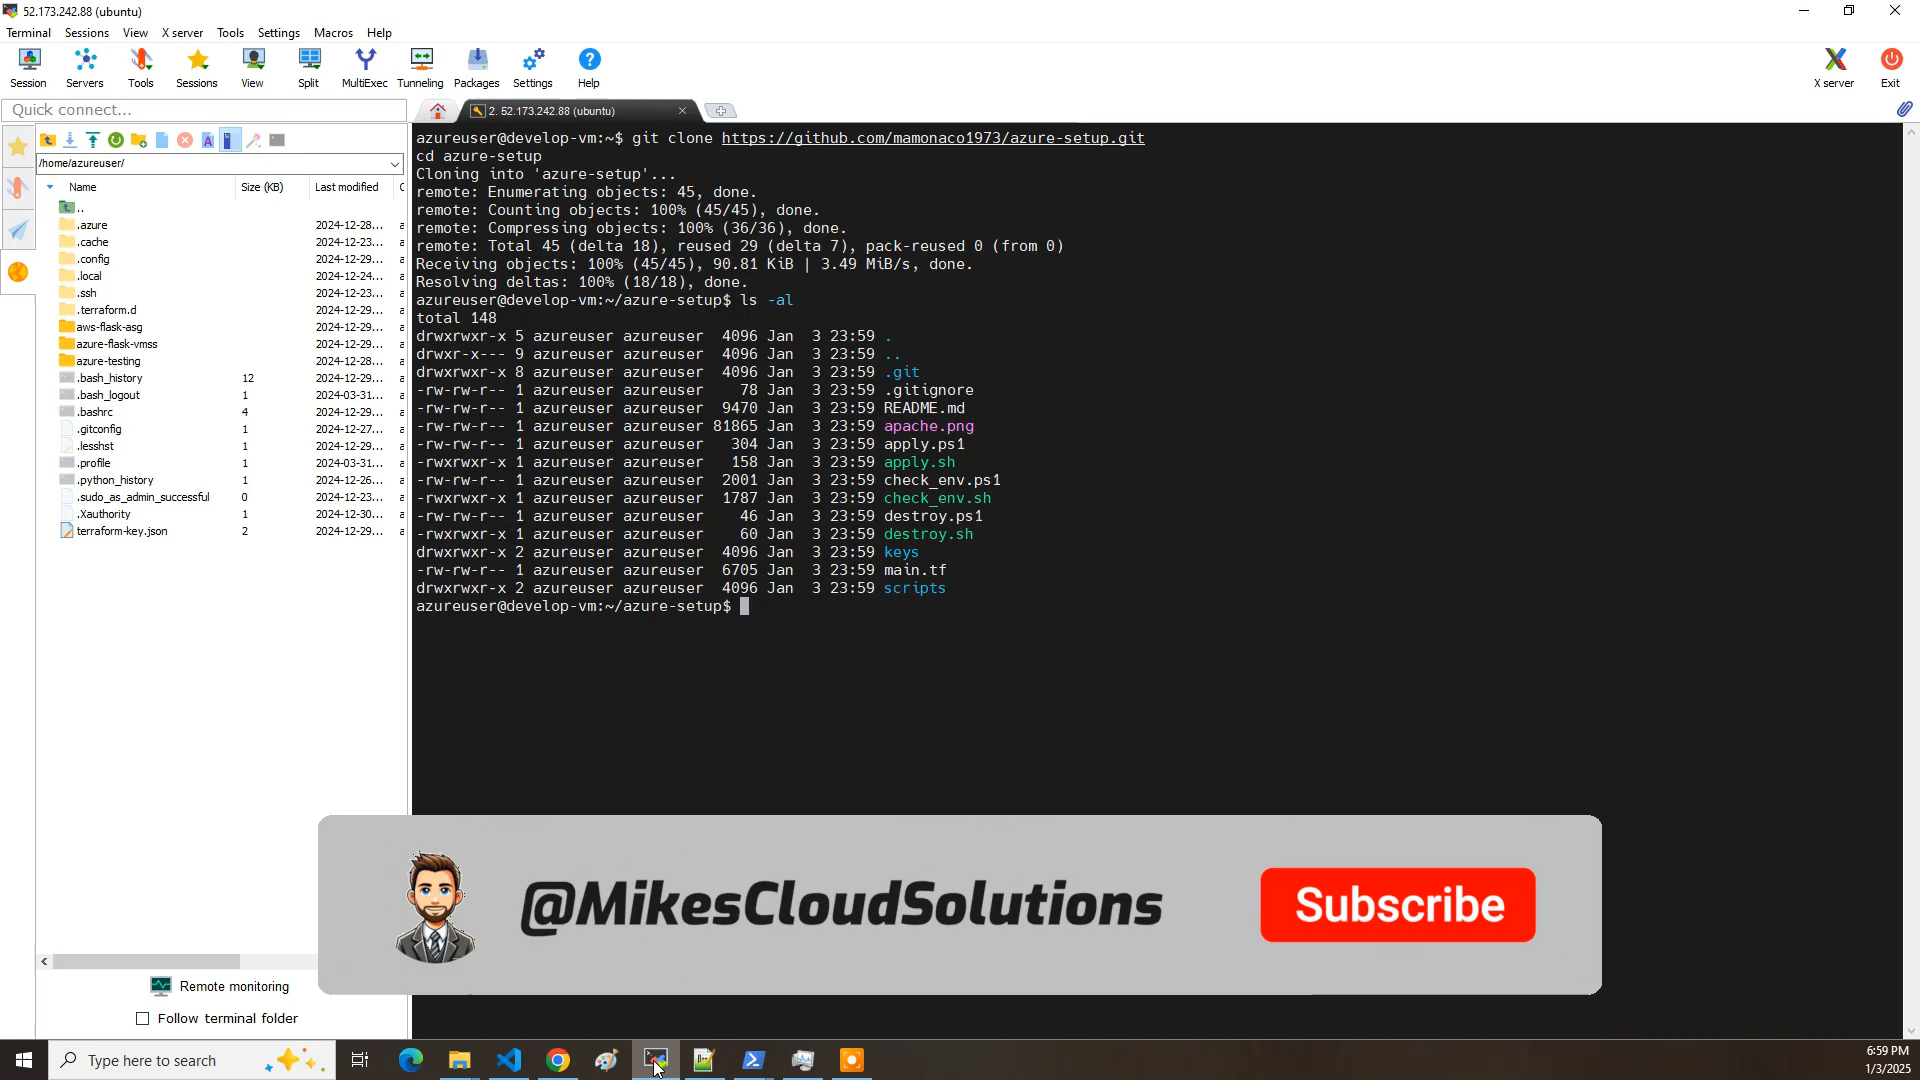 52.173.242.88 (ubuntu)
Terminal Sessions View X server Tools Settings Macros Help
Session Servers Tools Sessions View Split MultiExec Tunneling Packages Settings Help X server Exit
Quick connect...
2. 52.173.242.88 (ubuntu)
/home/azureuser/
Name Size (KB) Last modified
..
.azure 2024-12-28...
.cache 2024-12-23...
.config 2024-12-29...
.local 2024-12-24...
.ssh 2024-12-23...
.terraform.d 2024-12-29...
aws-flask-asg 2024-12-29...
azure-flask-vmss 2024-12-29...
azure-testing 2024-12-28...
.bash_history 12 2024-12-29...
.bash_logout 1 2024-03-31...
.bashrc 4 2024-12-29...
.gitconfig 1 2024-12-27...
.lesshst 1 2024-12-29...
.profile 1 2024-03-31...
.python_history 1 2024-12-26...
.sudo_as_admin_successful 0 2024-12-23...
.Xauthority 1 2024-12-30...
terraform-key.json 2 2024-12-29...
Remote monitoring
Follow terminal folder
azureuser@develop-vm:~$ git clone https://github.com/mamonaco1973/azure-setup.git
cd azure-setup
Cloning into 'azure-setup'...
remote: Enumerating objects: 45, done.
remote: Counting objects: 100% (45/45), done.
remote: Compressing objects: 100% (36/36), done.
remote: Total 45 (delta 18), reused 29 (delta 7), pack-reused 0 (from 0)
Receiving objects: 100% (45/45), 90.81 KiB | 3.49 MiB/s, done.
Resolving deltas: 100% (18/18), done.
azureuser@develop-vm:~/azure-setup$ ls -al
total 148
drwxrwxr-x 5 azureuser azureuser 4096 Jan 3 23:59 .
drwxr-x--- 9 azureuser azureuser 4096 Jan 3 23:59 ..
drwxrwxr-x 8 azureuser azureuser 4096 Jan 3 23:59 .git
-rw-rw-r-- 1 azureuser azureuser 78 Jan 3 23:59 .gitignore
-rw-rw-r-- 1 azureuser azureuser 9470 Jan 3 23:59 README.md
-rw-rw-r-- 1 azureuser azureuser 81865 Jan 3 23:59 apache.png
-rw-rw-r-- 1 azureuser azureuser 304 Jan 3 23:59 apply.ps1
-rwxrwxr-x 1 azureuser azureuser 158 Jan 3 23:59 apply.sh
-rw-rw-r-- 1 azureuser azureuser 2001 Jan 3 23:59 check_env.ps1
-rwxrwxr-x 1 azureuser azureuser 1787 Jan 3 23:59 check_env.sh
-rw-rw-r-- 1 azureuser azureuser 46 Jan 3 23:59 destroy.ps1
-rwxrwxr-x 1 azureuser azureuser 60 Jan 3 23:59 destroy.sh
drwxrwxr-x 2 azureuser azureuser 4096 Jan 3 23:59 keys
-rw-rw-r-- 1 azureuser azureuser 6705 Jan 3 23:59 main.tf
drwxrwxr-x 2 azureuser azureuser 4096 Jan 3 23:59 scripts
azureuser@develop-vm:~/azure-setup$
@MikesCloudSolutions
Subscribe
Type here to search
6:59 PM
1/3/2025